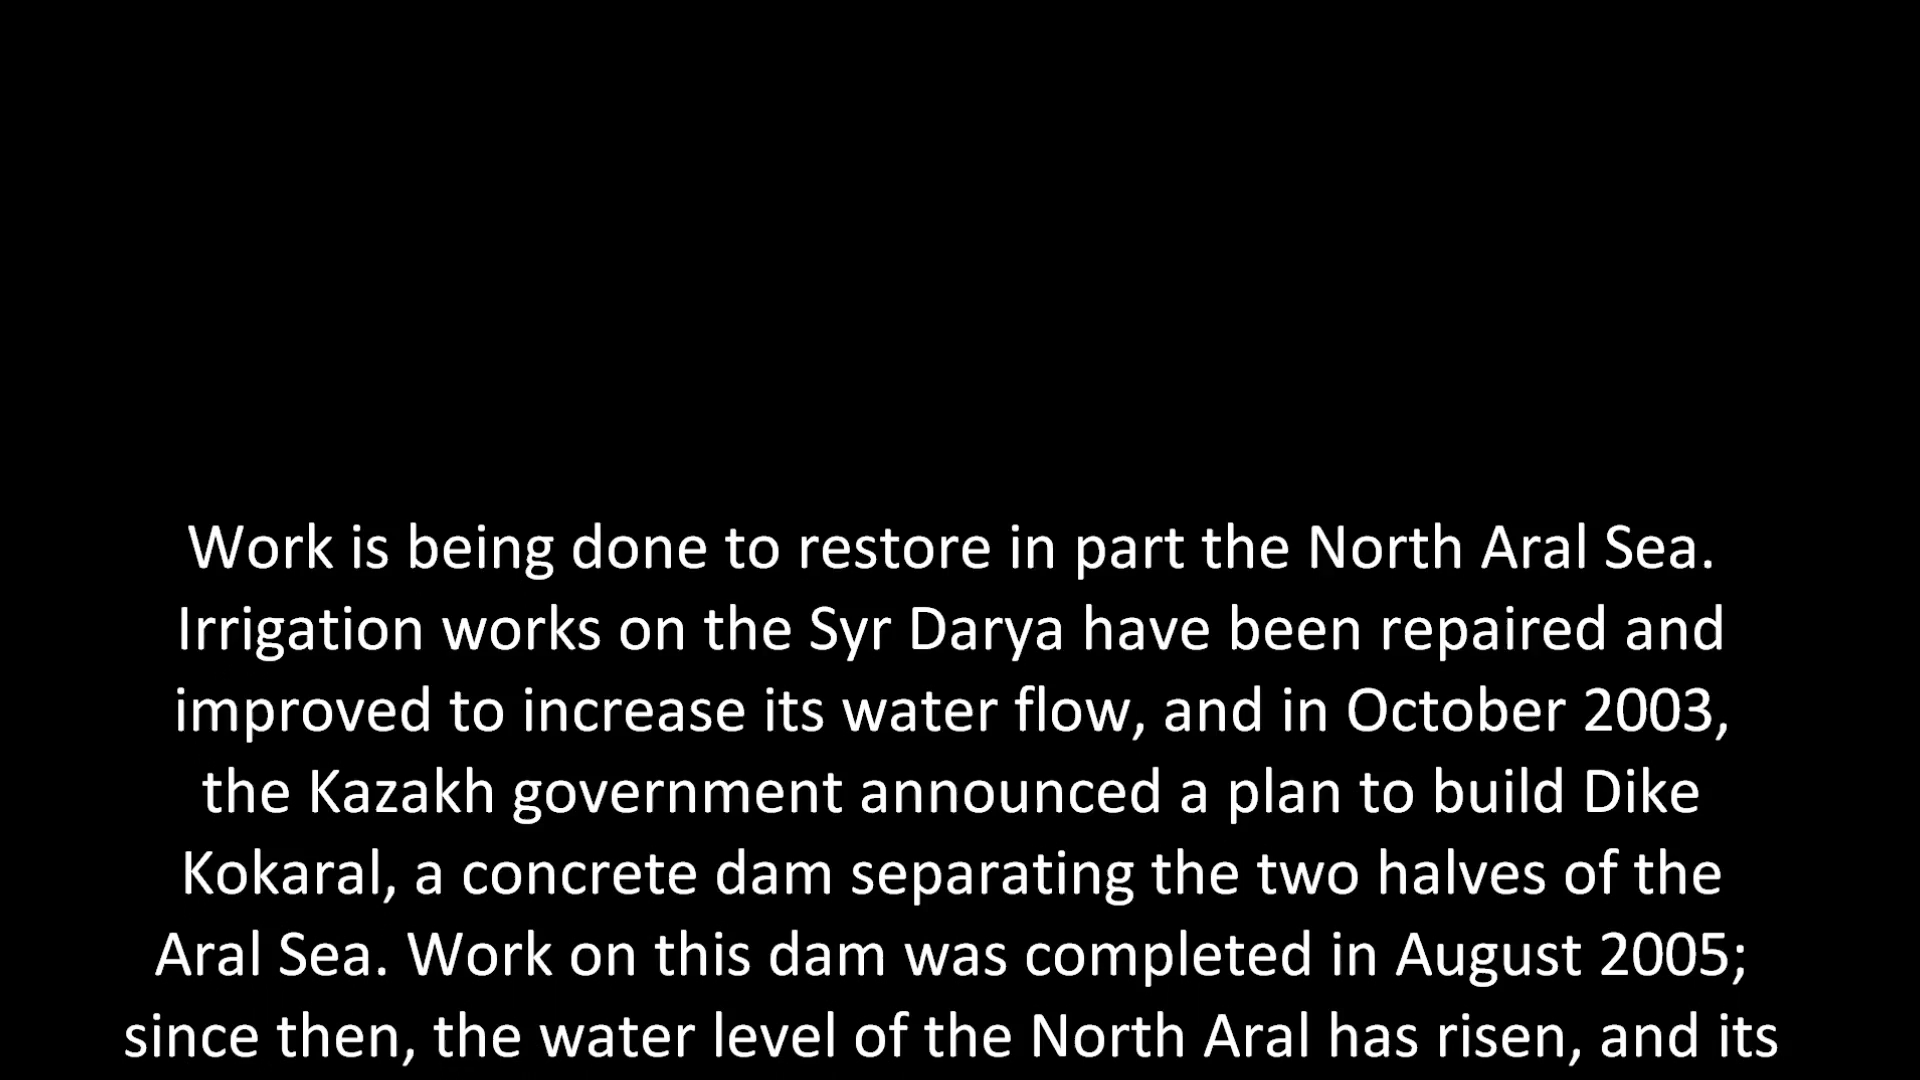 Work is being done to restore in part the North Aral Sea.
Irrigation works on the Syr Darya have been repaired and
improved to increase its water flow, and in October 2003,
the Kazakh government announced a plan to build Dike
Kokaral, a concrete dam separating the two halves of the
Aral Sea. Work on this dam was completed in August 2005;
since then, the water level of the North Aral has risen, and its